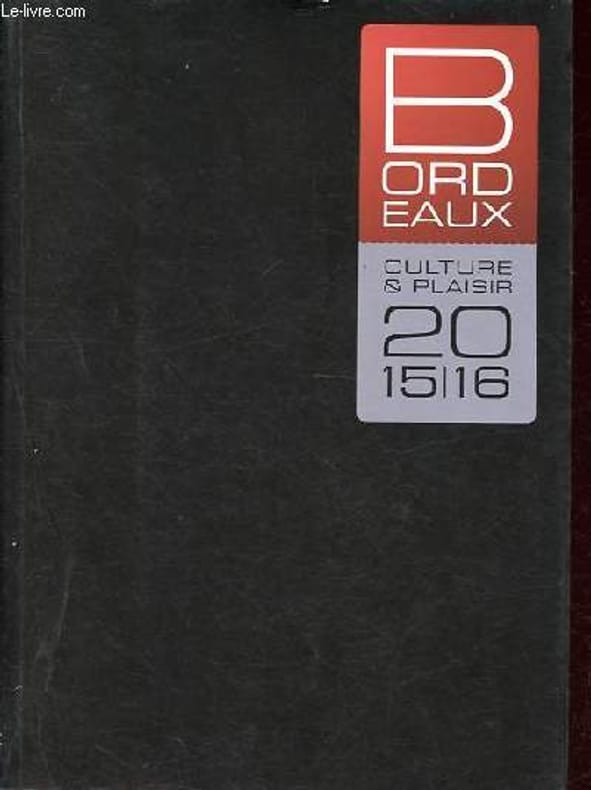 Le-livre.com
B
ORD
EAUX
CULTURE
& PLAISIR
20
15|16